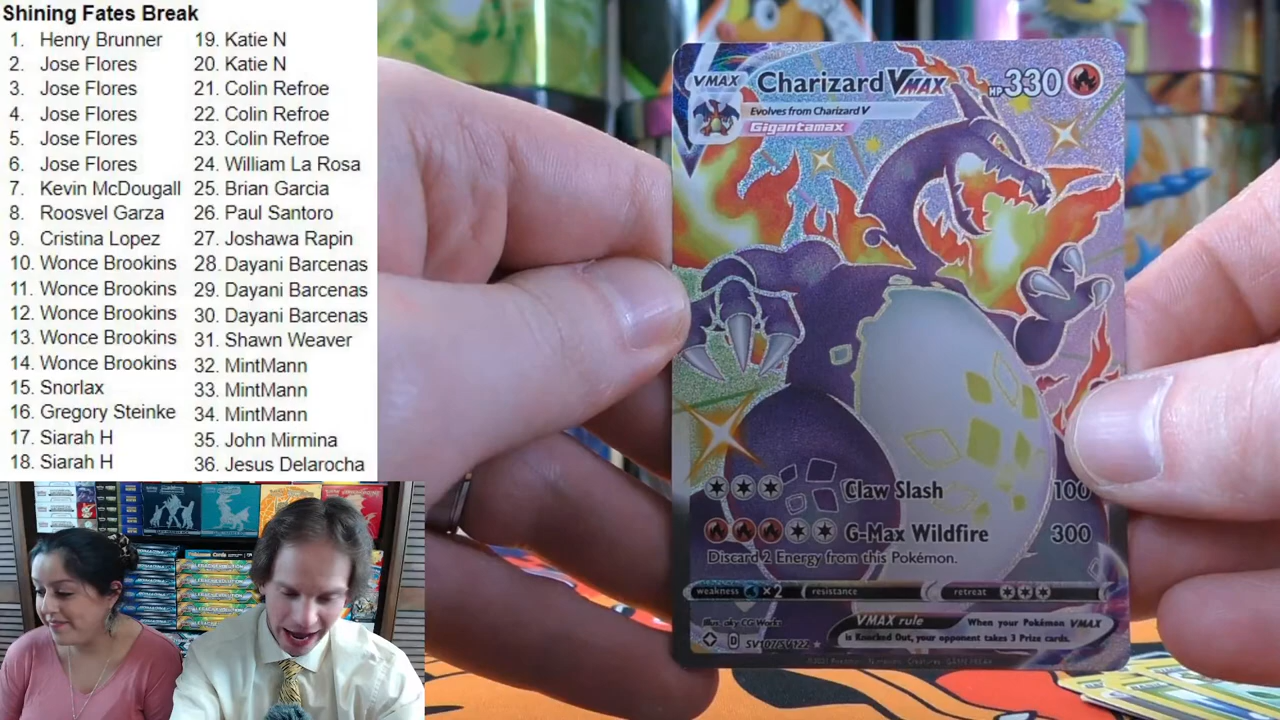 Shining Fates Break
1. Henry Brunner
2. Jose Flores
3. Jose Flores
4. Jose Flores
5. Jose Flores
6. Jose Flores
7. Kevin McDougall
8. Roosvel Garza
9. Cristina Lopez
10. Wonce Brookins
11. Wonce Brookins
12. Wonce Brookins
13. Wonce Brookins
14. Wonce Brookins
15. Snorlax
16. Gregory Steinke
17. Siarah H
18. Siarah H
19. Katie N
20. Katie N
21. Colin Refroe
22. Colin Refroe
23. Colin Refroe
24. William La Rosa
25. Brian Garcia
26. Paul Santoro
27. Joshawa Rapin
28. Dayani Barcenas
29. Dayani Barcenas
30. Dayani Barcenas
31. Shawn Weaver
32. MintMann
33. MintMann
34. MintMann
35. John Mirmina
36. Jesus Delarocha
VMAX Charizard VMAX HP 330
Evolves from Charizard V
Gigantamax
Claw Slash 100
G-Max Wildfire 300
Discard 2 Energy from this Pokémon.
weakness ×2 resistance retreat
VMAX rule When your Pokémon VMAX
is Knocked Out, your opponent takes 3 Prize cards.
Illus. by CG Works
D SV107/SV122